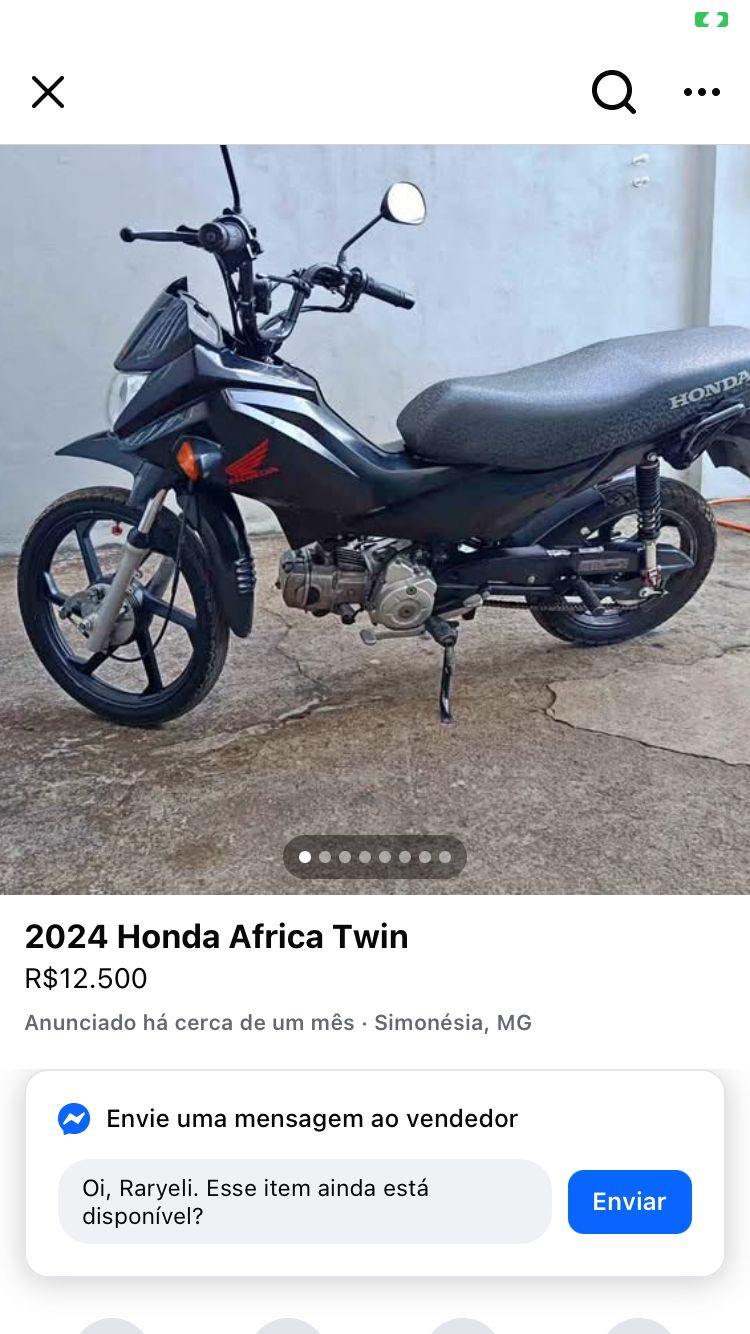 HONDA
HONDA
2024 Honda Africa Twin
R$12.500
Anunciado há cerca de um mês · Simonésia, MG
Envie uma mensagem ao vendedor
Oi, Raryeli. Esse item ainda está
disponível?
Enviar